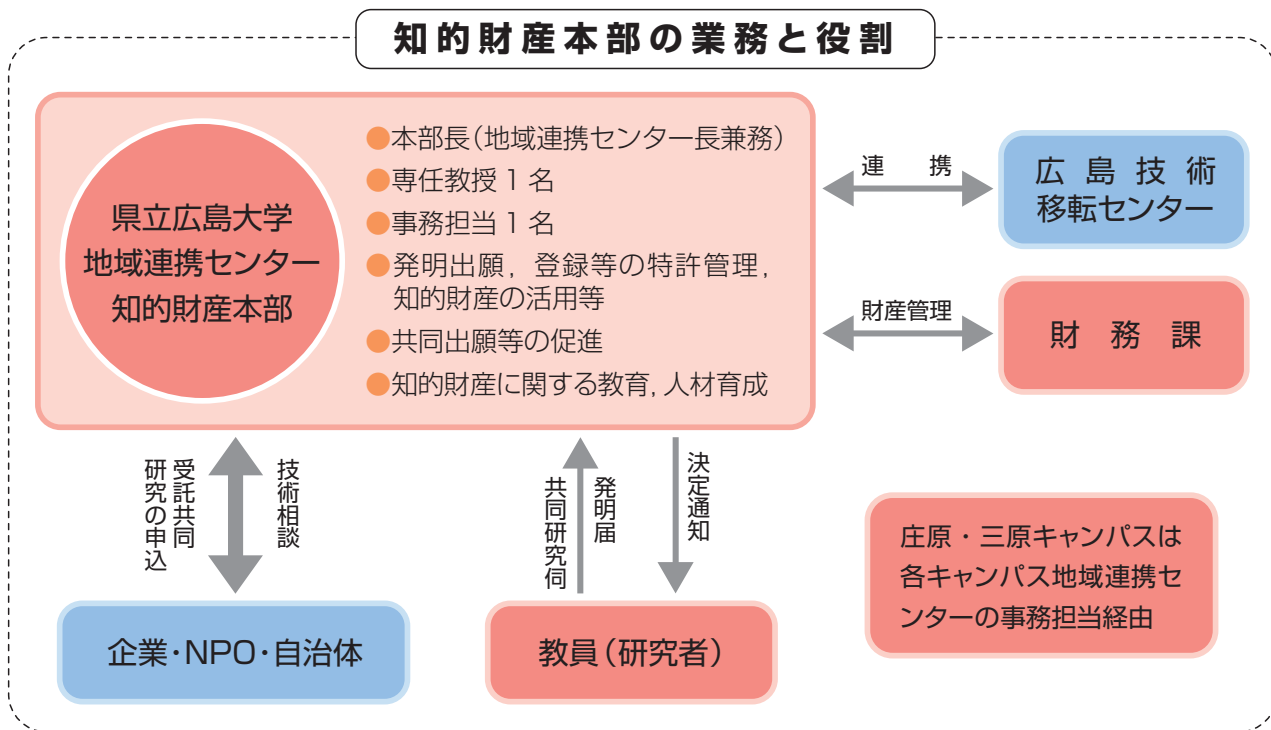 知的財産本部の業務と役割
県立広島大学
地域連携センター
知的財産本部
●本部長（地域連携センター長兼務）
●専任教授１名
●事務担当１名
●発明出願，登録等の特許管理，
知的財産の活用等
●共同出願等の促進
●知的財産に関する教育，人材育成
連　携
広島技術
移転センター
財産管理
財務課
受託共同
研究の申込
技術相談
発明届
共同研究伺
決定通知
企業・NPO・自治体
教員（研究者）
庄原・三原キャンパスは
各キャンパス地域連携セ
ンターの事務担当経由